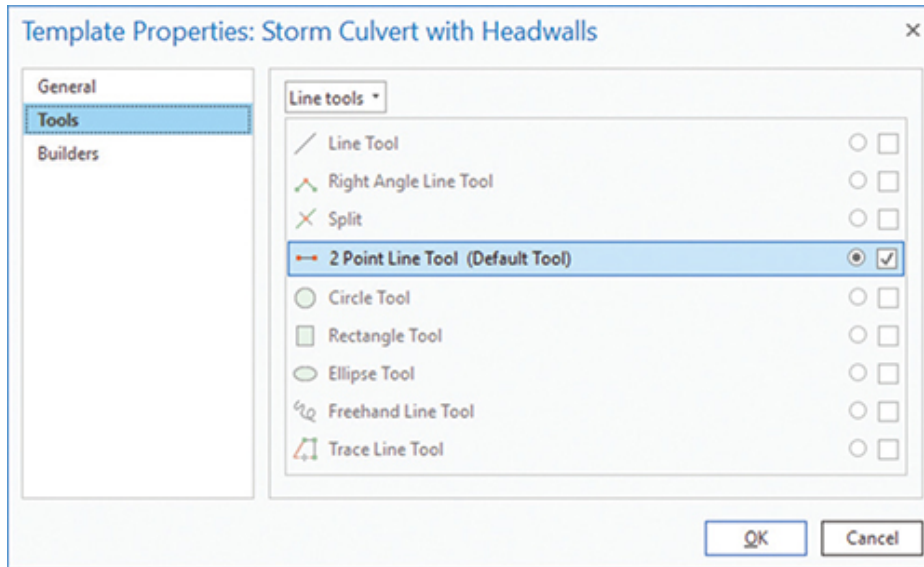 Template Properties: Storm Culvert with Headwalls
General
Tools
Builders
Line tools
Line Tool
Right Angle Line Tool
Split
2 Point Line Tool (Default Tool)
Circle Tool
Rectangle Tool
Ellipse Tool
Freehand Line Tool
Trace Line Tool
OK Cancel